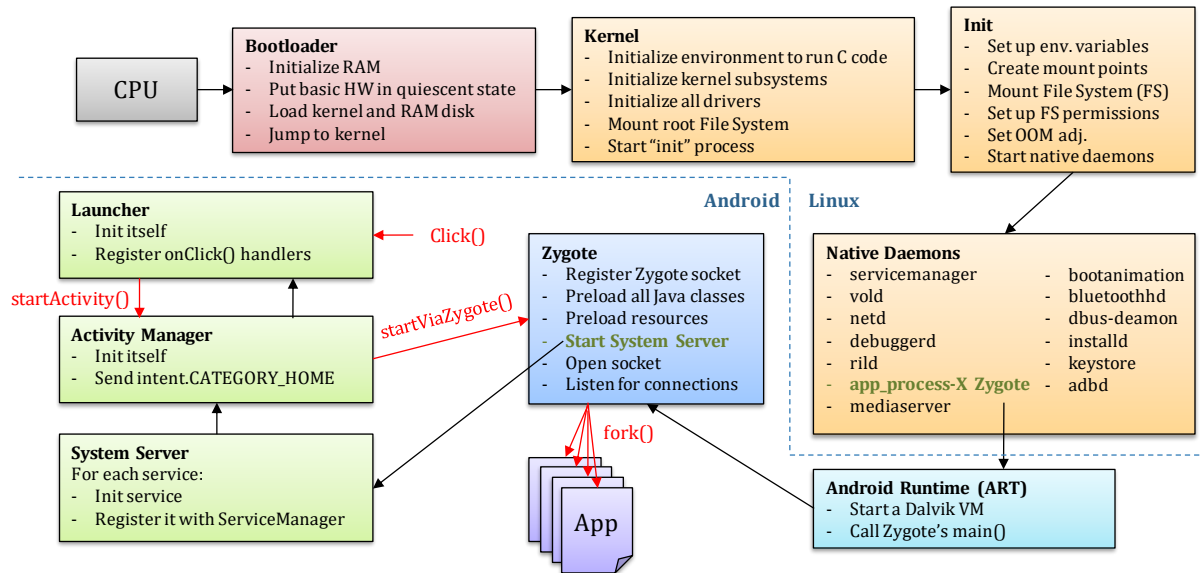 CPU
Bootloader
- Initialize RAM
- Put basic HW in quiescent state
- Load kernel and RAM disk
- Jump to kernel
Kernel
- Initialize environment to run C code
- Initialize kernel subsystems
- Initialize all drivers
- Mount root File System
- Start “init” process
Init
- Set up env. variables
- Create mount points
- Mount File System (FS)
- Set up FS permissions
- Set OOM adj.
- Start native daemons
Android
Linux
Launcher
- Init itself
- Register onClick() handlers
Click()
startActivity()
Activity Manager
- Init itself
- Send intent.CATEGORY_HOME
startViaZygote()
System Server
For each service:
- Init service
- Register it with ServiceManager
Zygote
- Register Zygote socket
- Preload all Java classes
- Preload resources
- Start System Server
- Open socket
- Listen for connections
fork()
App
Native Daemons
- servicemanager
- vold
- netd
- debuggerd
- rild
- app_process-X Zygote
- mediaserver
- bootanimation
- bluetoothhd
- dbus-deamon
- installd
- keystore
- adbd
Android Runtime (ART)
- Start a Dalvik VM
- Call Zygote’s main()